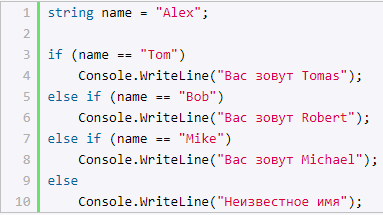 1 string name = "Alex";
2
3 if (name == "Tom")
4     Console.WriteLine("Вас зовут Tomas");
5 else if (name == "Bob")
6     Console.WriteLine("Вас зовут Robert");
7 else if (name == "Mike")
8     Console.WriteLine("Вас зовут Michael");
9 else
10     Console.WriteLine("Неизвестное имя");